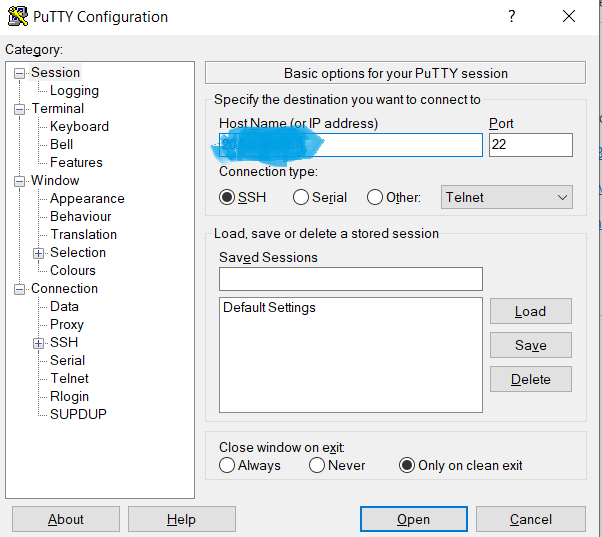 PuTTY Configuration
Category:
Session
Logging
Terminal
Keyboard
Bell
Features
Window
Appearance
Behaviour
Translation
Selection
Colours
Connection
Data
Proxy
SSH
Serial
Telnet
Rlogin
SUPDUP
Basic options for your PuTTY session
Specify the destination you want to connect to
Host Name (or IP address) Port
22
Connection type:
SSH Serial Other: Telnet
Load, save or delete a stored session
Saved Sessions
Default Settings
Load
Save
Delete
Close window on exit:
Always Never Only on clean exit
About Help Open Cancel